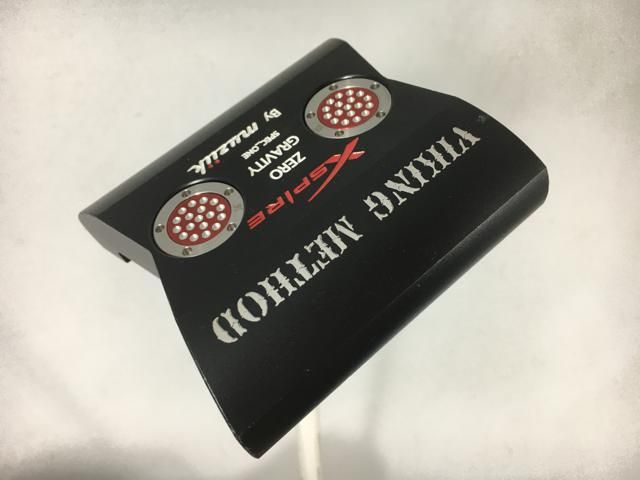 VIKING METHOD
XSPIRE
ZERO
GRAVITY
SPEC.ONE
By muziik